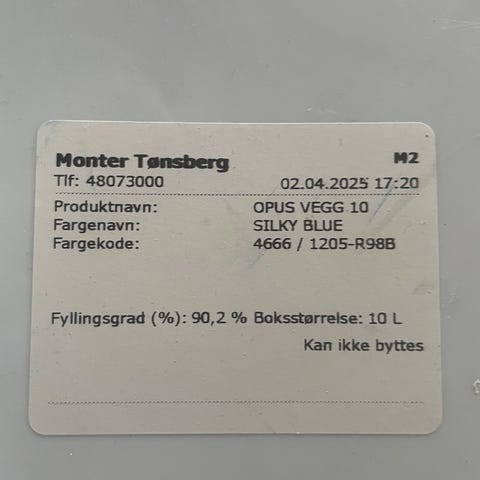 Monter Tønsberg M2
Tlf: 48073000 02.04.2025 17:20
Produktnavn: OPUS VEGG 10
Fargenavn: SILKY BLUE
Fargekode: 4666 / 1205-R98B
Fyllingsgrad (%): 90,2 % Boksstørrelse: 10 L
Kan ikke byttes